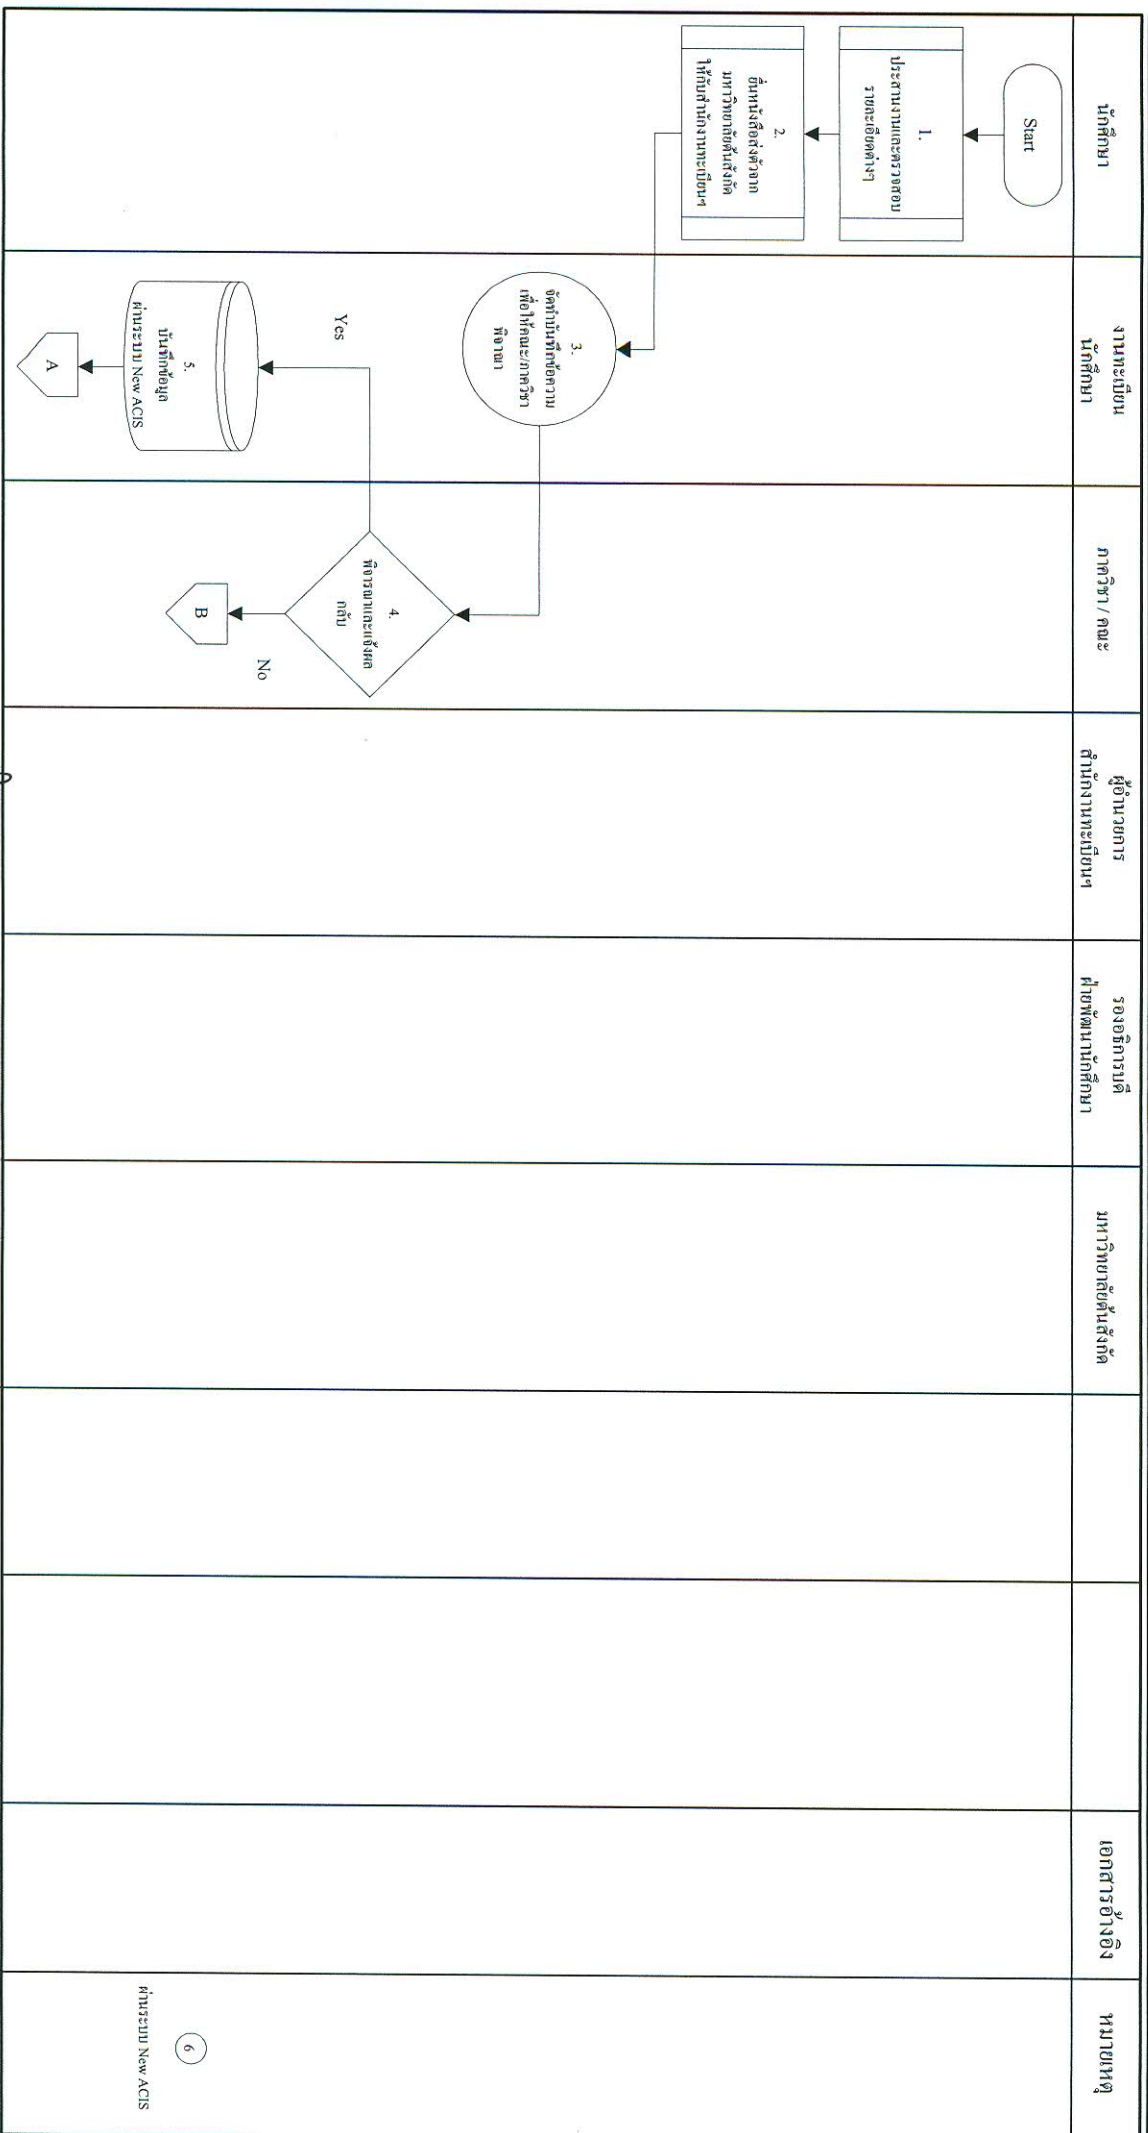 นักศึกษา
งานทะเบียน
นักศึกษา
ภาควิชา / คณะ
ผู้อำนวยการ
สำนักงานทะเบียนฯ
รองอธิการบดี
ฝ่ายพัฒนานักศึกษา
มหาวิทยาลัยต้นสังกัด
เอกสารอ้างอิง
หมายเหตุ
Start
1.
ประสานงานและตรวจสอบ
รายละเอียดต่างๆ
2.
ยื่นหนังสือส่งตัวจาก
มหาวิทยาลัยต้นสังกัด
ให้กับสำนักงานทะเบียนฯ
3.
จัดทำบันทึกข้อความ
เพื่อให้คณะ/ภาควิชา
พิจาณา
4.
พิจารณาและแจ้งผล
กลับ
Yes
No
5.
บันทึกข้อมูล
ผ่านระบบ New ACIS
A
B
6
ผ่านระบบ New ACIS